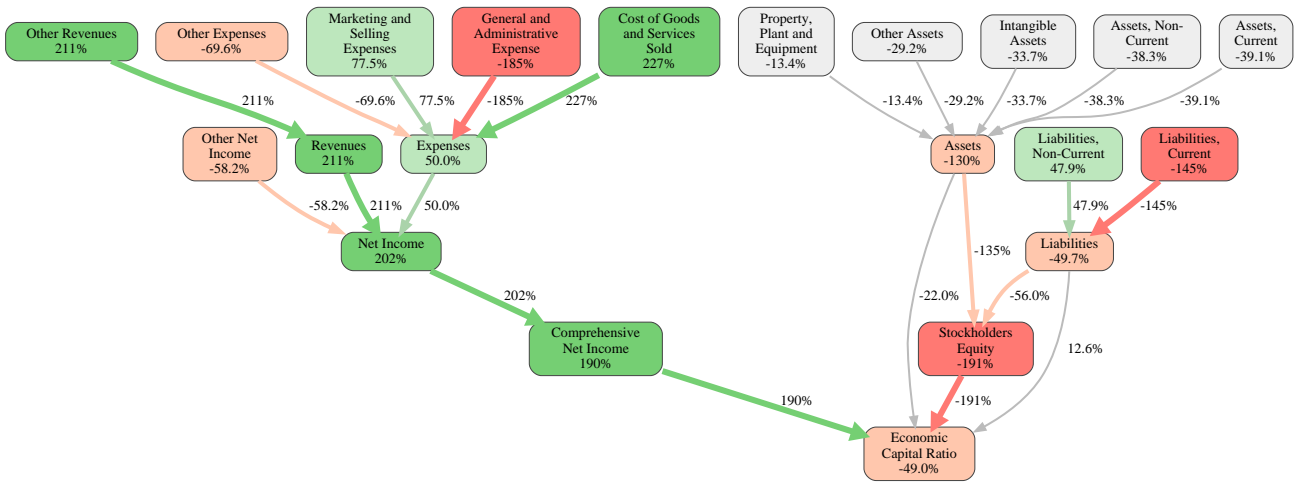 Other Revenues
211%
Other Expenses
-69.6%
Marketing and
Selling
Expenses
77.5%
General and
Administrative
Expense
-185%
Cost of Goods
and Services
Sold
227%
Property,
Plant and
Equipment
-13.4%
Other Assets
-29.2%
Intangible
Assets
-33.7%
Assets, Non-
Current
-38.3%
Assets,
Current
-39.1%
211%
-69.6%
77.5%
-185%
227%
-13.4%
-29.2%
-33.7%
-38.3%
-39.1%
Other Net
Income
-58.2%
Revenues
211%
Expenses
50.0%
Assets
-130%
Liabilities,
Non-Current
47.9%
Liabilities,
Current
-145%
-58.2%
211%
50.0%
47.9%
-145%
Net Income
202%
-135%
Liabilities
-49.7%
202%
-22.0%
-56.0%
Comprehensive
Net Income
190%
Stockholders
Equity
-191%
12.6%
190%
-191%
Economic
Capital Ratio
-49.0%